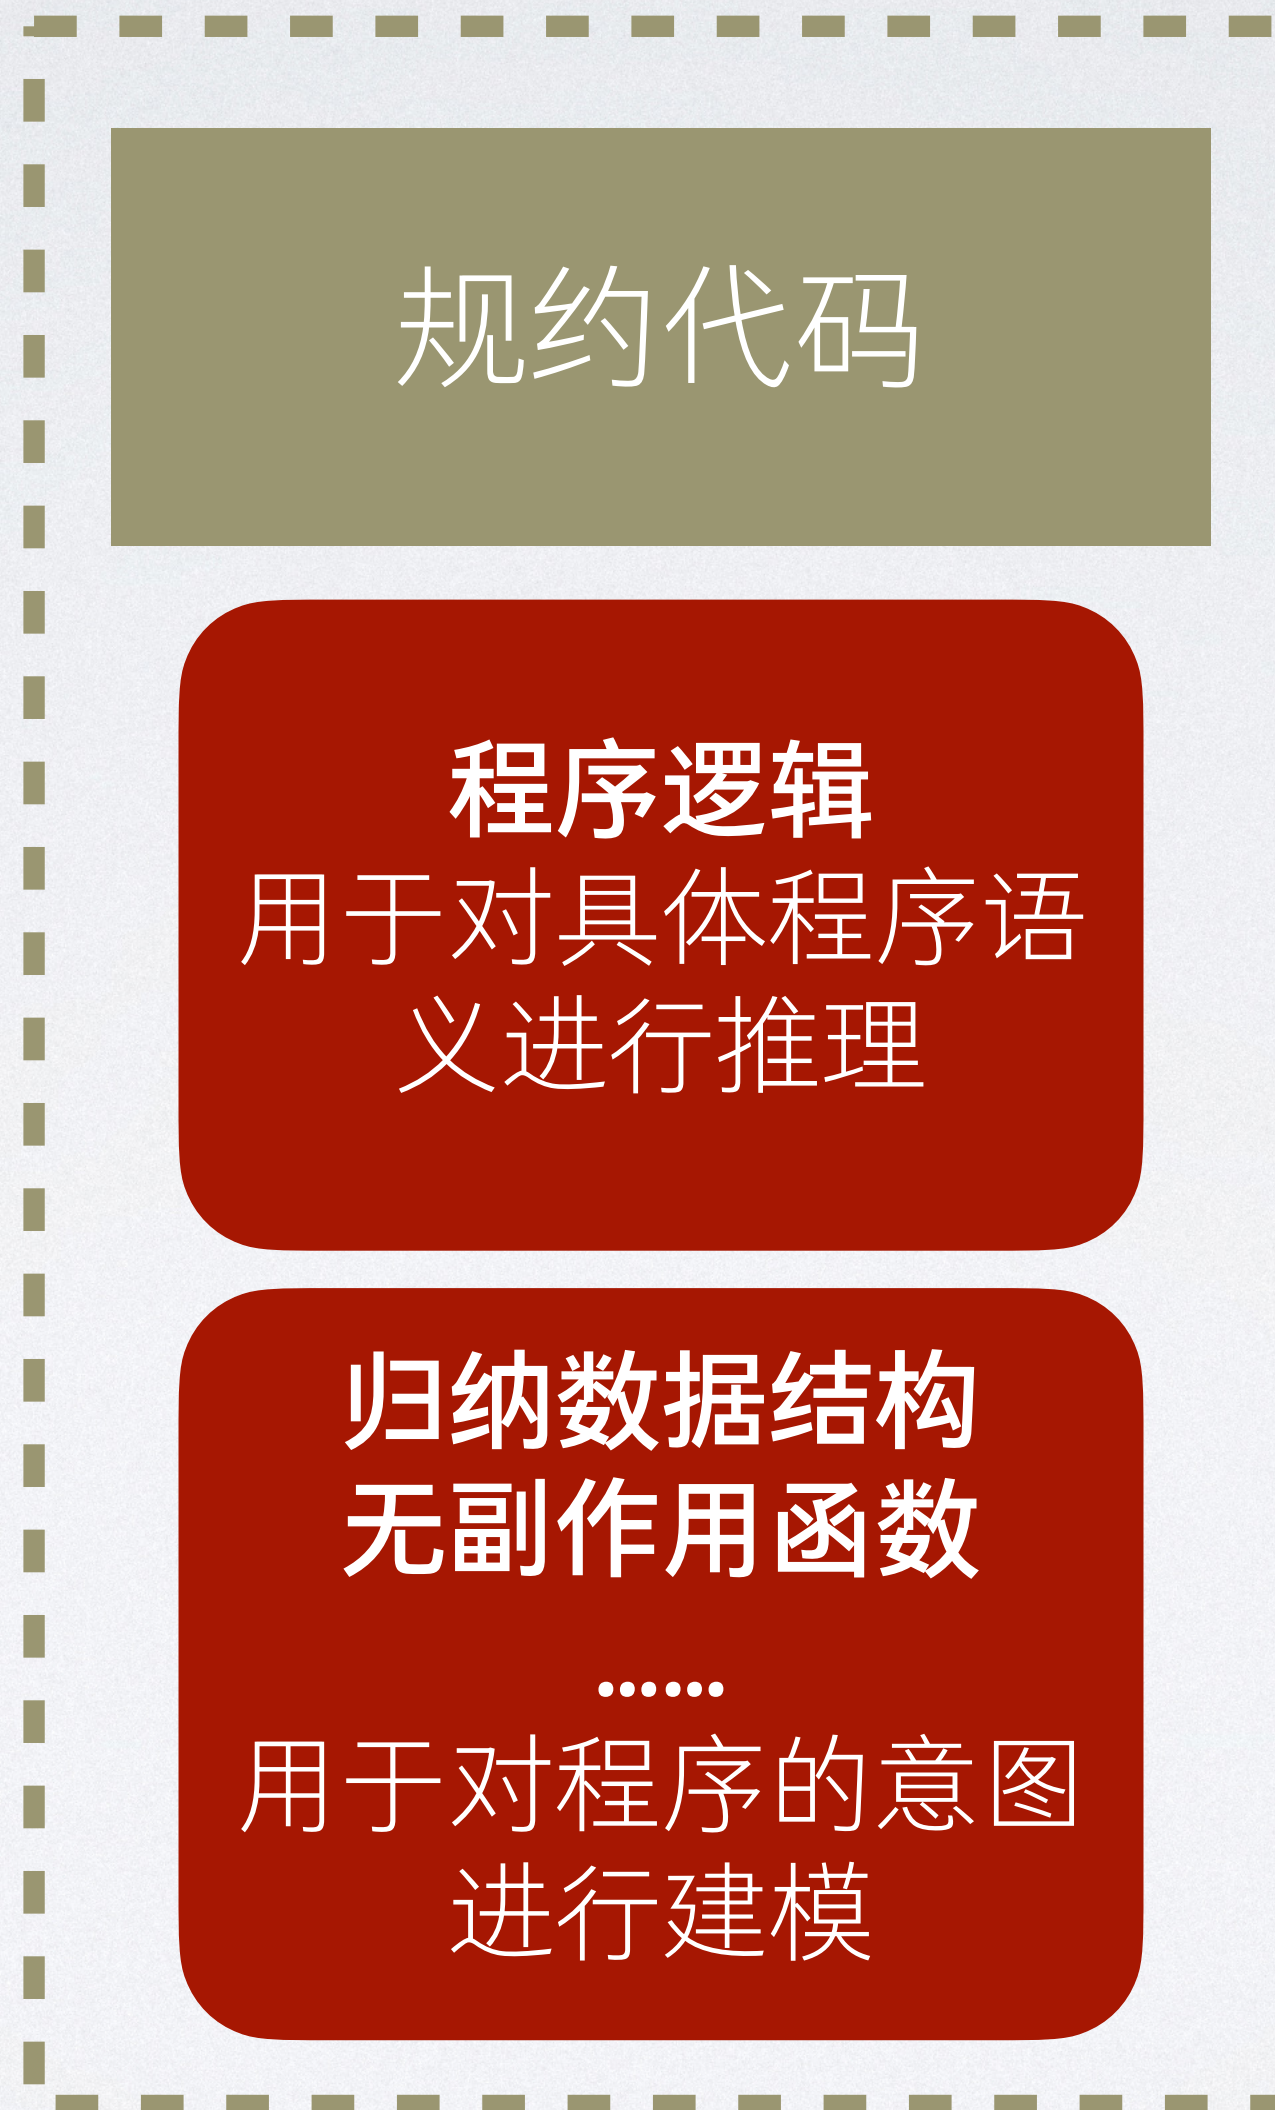 规约代码
程序逻辑
用于对具体程序语
义进行推理
归纳数据结构
无副作用函数
……
用于对程序的意图
进行建模